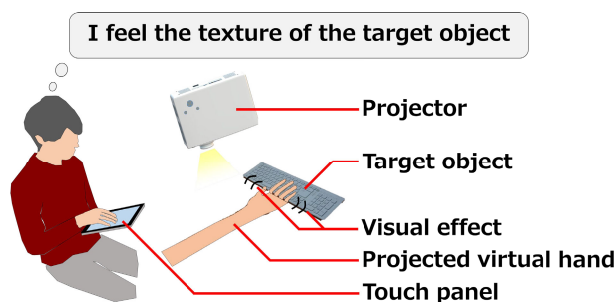 I feel the texture of the target object
Projector
Target object
Visual effect
Projected virtual hand
Touch panel